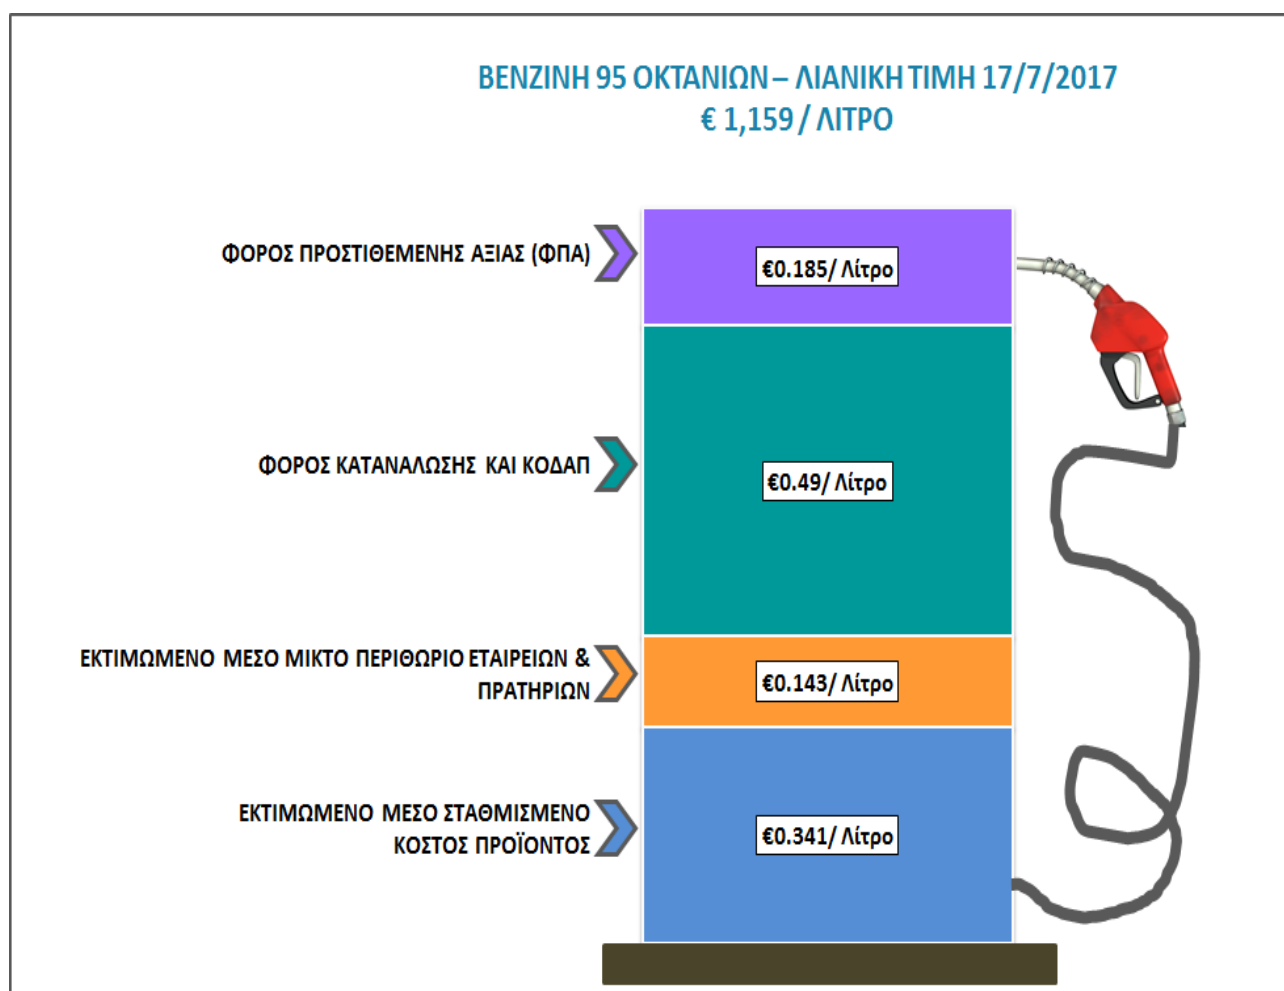 ΒΕΝΖΙΝΗ 95 ΟΚΤΑΝΙΩΝ – ΛΙΑΝΙΚΗ ΤΙΜΗ 17/7/2017
€ 1,159 / ΛΙΤΡΟ
ΦΟΡΟΣ ΠΡΟΣΤΙΘΕΜΕΝΗΣ ΑΞΙΑΣ (ΦΠΑ)
€0.185/ Λίτρο
ΦΟΡΟΣ ΚΑΤΑΝΑΛΩΣΗΣ ΚΑΙ ΚΟΔΑΠ
€0.49/ Λίτρο
ΕΚΤΙΜΩΜΕΝΟ ΜΕΣΟ ΜΙΚΤΟ ΠΕΡΙΘΩΡΙΟ ΕΤΑΙΡΕΙΩΝ &
ΠΡΑΤΗΡΙΩΝ
€0.143/ Λίτρο
ΕΚΤΙΜΩΜΕΝΟ ΜΕΣΟ ΣΤΑΘΜΙΣΜΕΝΟ
ΚΟΣΤΟΣ ΠΡΟΪΟΝΤΟΣ
€0.341/ Λίτρο